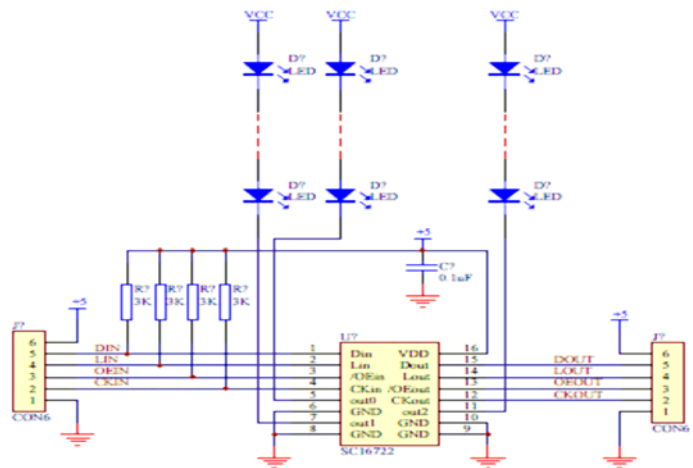 VCC VCC VCC
D? D? D?
LED LED LED
D? D? D?
LED LED LED
+5
R? R? R? R?
3K 3K 3K 3K
C?
0.1uF
+5
+5
J?
6
5
4
3
2
1
CON6
DIN
LIN
OEIN
CKIN
U?
1 Din VDD 16
2 Lin Dout 15
3 /OEin Lout 14
4 CKin /OEout 13
5 out0 CKout 12
6 GND out2 11
7 out1 GND 10
8 GND GND 9
SC16722
DOUT
LOUT
OEOUT
CKOUT
J?
6
5
4
3
2
1
CON6